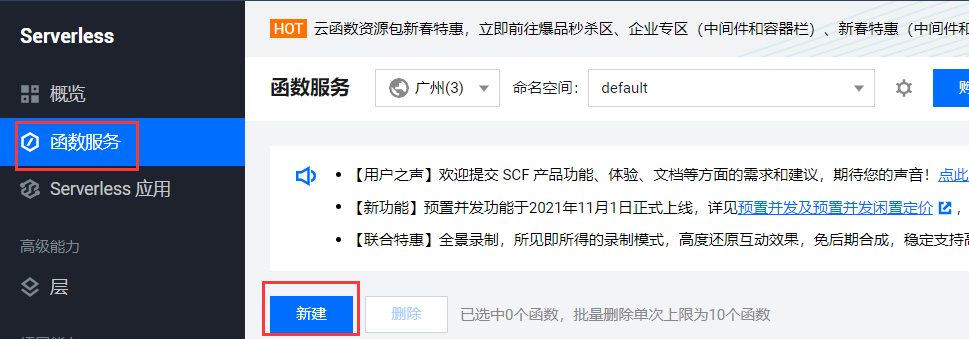 Serverless
概览
函数服务
Serverless 应用
高级能力
层
HOT 云函数资源包新春特惠，立即前往爆品秒杀区、企业专区（中间件和容器栏）、新春特惠（中间件和
函数服务 广州(3) 命名空间: default
• 【用户之声】欢迎提交 SCF 产品功能、体验、文档等方面的需求和建议，期待您的声音！点此
• 【新功能】预置并发功能于2021年11月1日正式上线，详见预置并发及预置并发闲置定价，
• 【联合特惠】全景录制，所见即所得的录制模式，高度还原互动效果，免后期合成，稳定支持
新建 删除 已选中0个函数，批量删除单次上限为10个函数